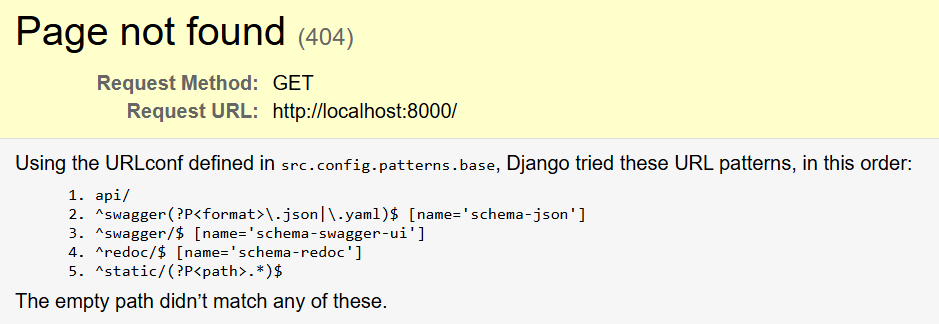 Page not found (404)
Request Method: GET
Request URL: http://localhost:8000/
Using the URLconf defined in src.config.patterns.base, Django tried these URL patterns, in this order:
1. api/
2. ^swagger(?P<format>\.json|\.yaml)$ [name='schema-json']
3. ^swagger/$ [name='schema-swagger-ui']
4. ^redoc/$ [name='schema-redoc']
5. ^static/(?P<path>.*)$
The empty path didn’t match any of these.